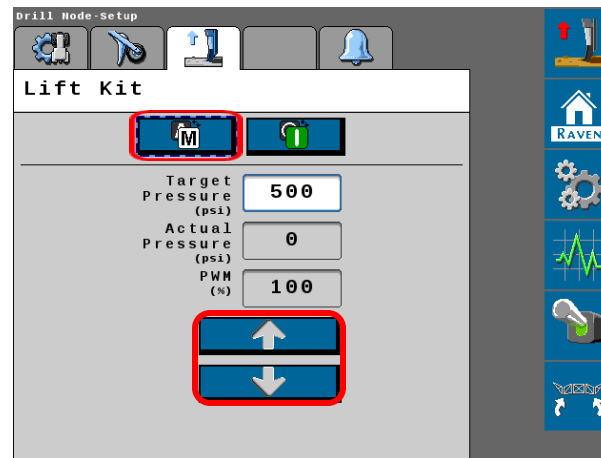 Drill Node-Setup
Lift Kit
M
I
Target
Pressure
(psi)
500
Actual
Pressure
(psi)
0
PWM
(%)
100
RAVEN